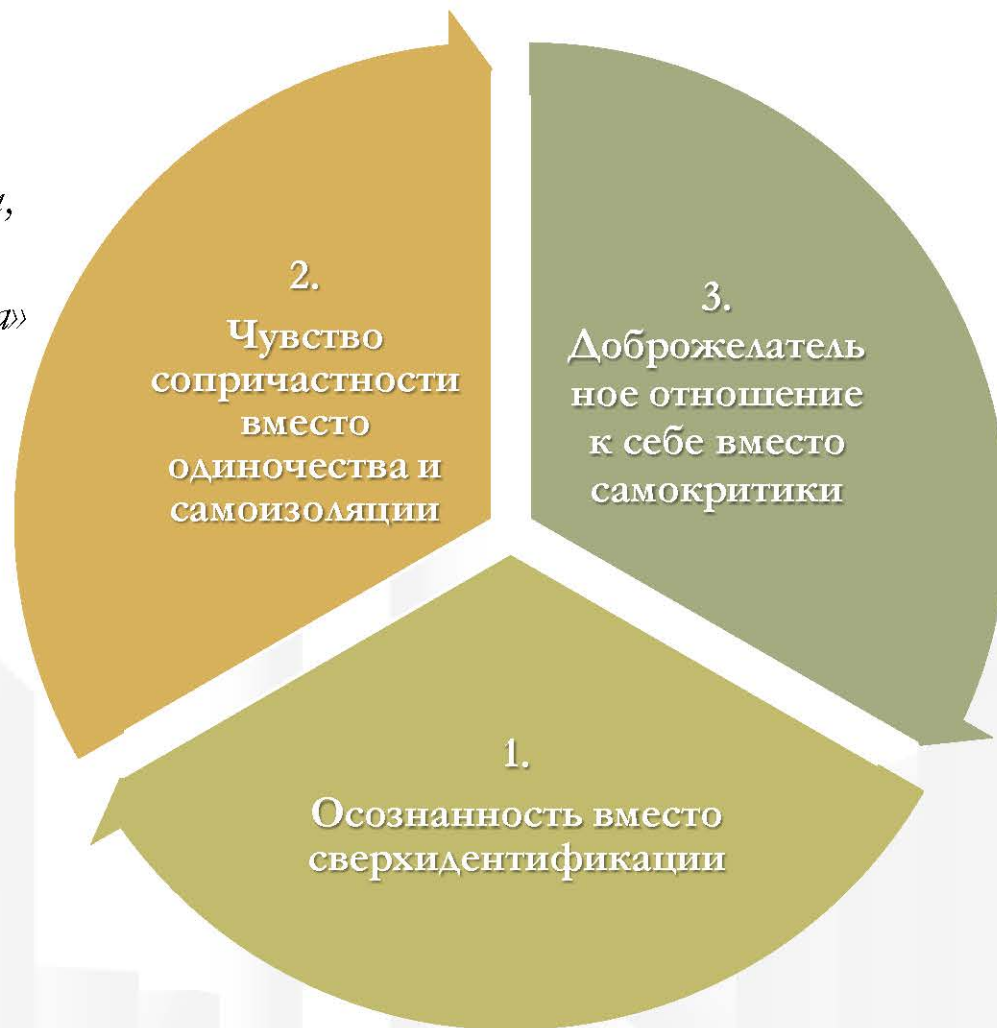 2.
Чувство
сопричастности
вместо
одиночества и
самоизоляции
3.
Доброжелатель
ное отношение
к себе вместо
самокритики
1.
Осознанность вместо
сверхидентификации